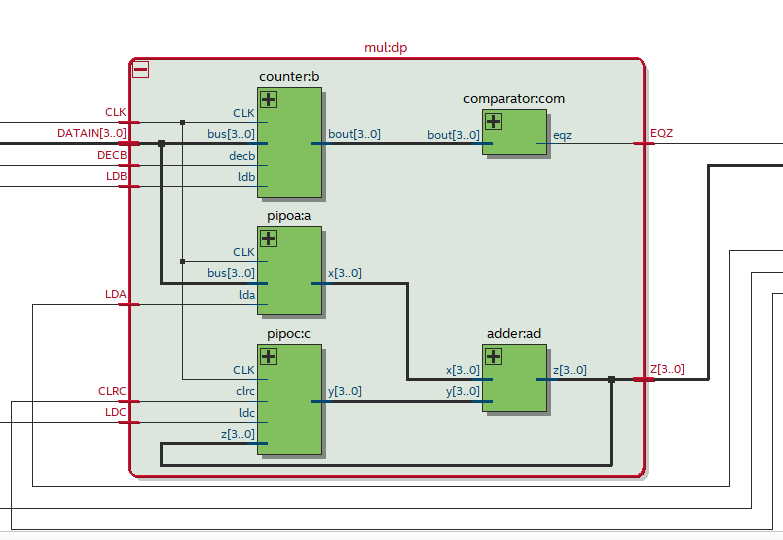 mul:dp
counter:b
comparator:com
CLK
CLK
DATAIN[3..0]
bus[3..0]
bout[3..0]
bout[3..0]
eqz
EQZ
DECB
decb
LDB
ldb
pipoa:a
CLK
bus[3..0]
x[3..0]
LDA
lda
pipoc:c
adder:ad
CLK
x[3..0]
z[3..0]
Z[3..0]
CLRC
clrc
y[3..0]
y[3..0]
LDC
ldc
z[3..0]